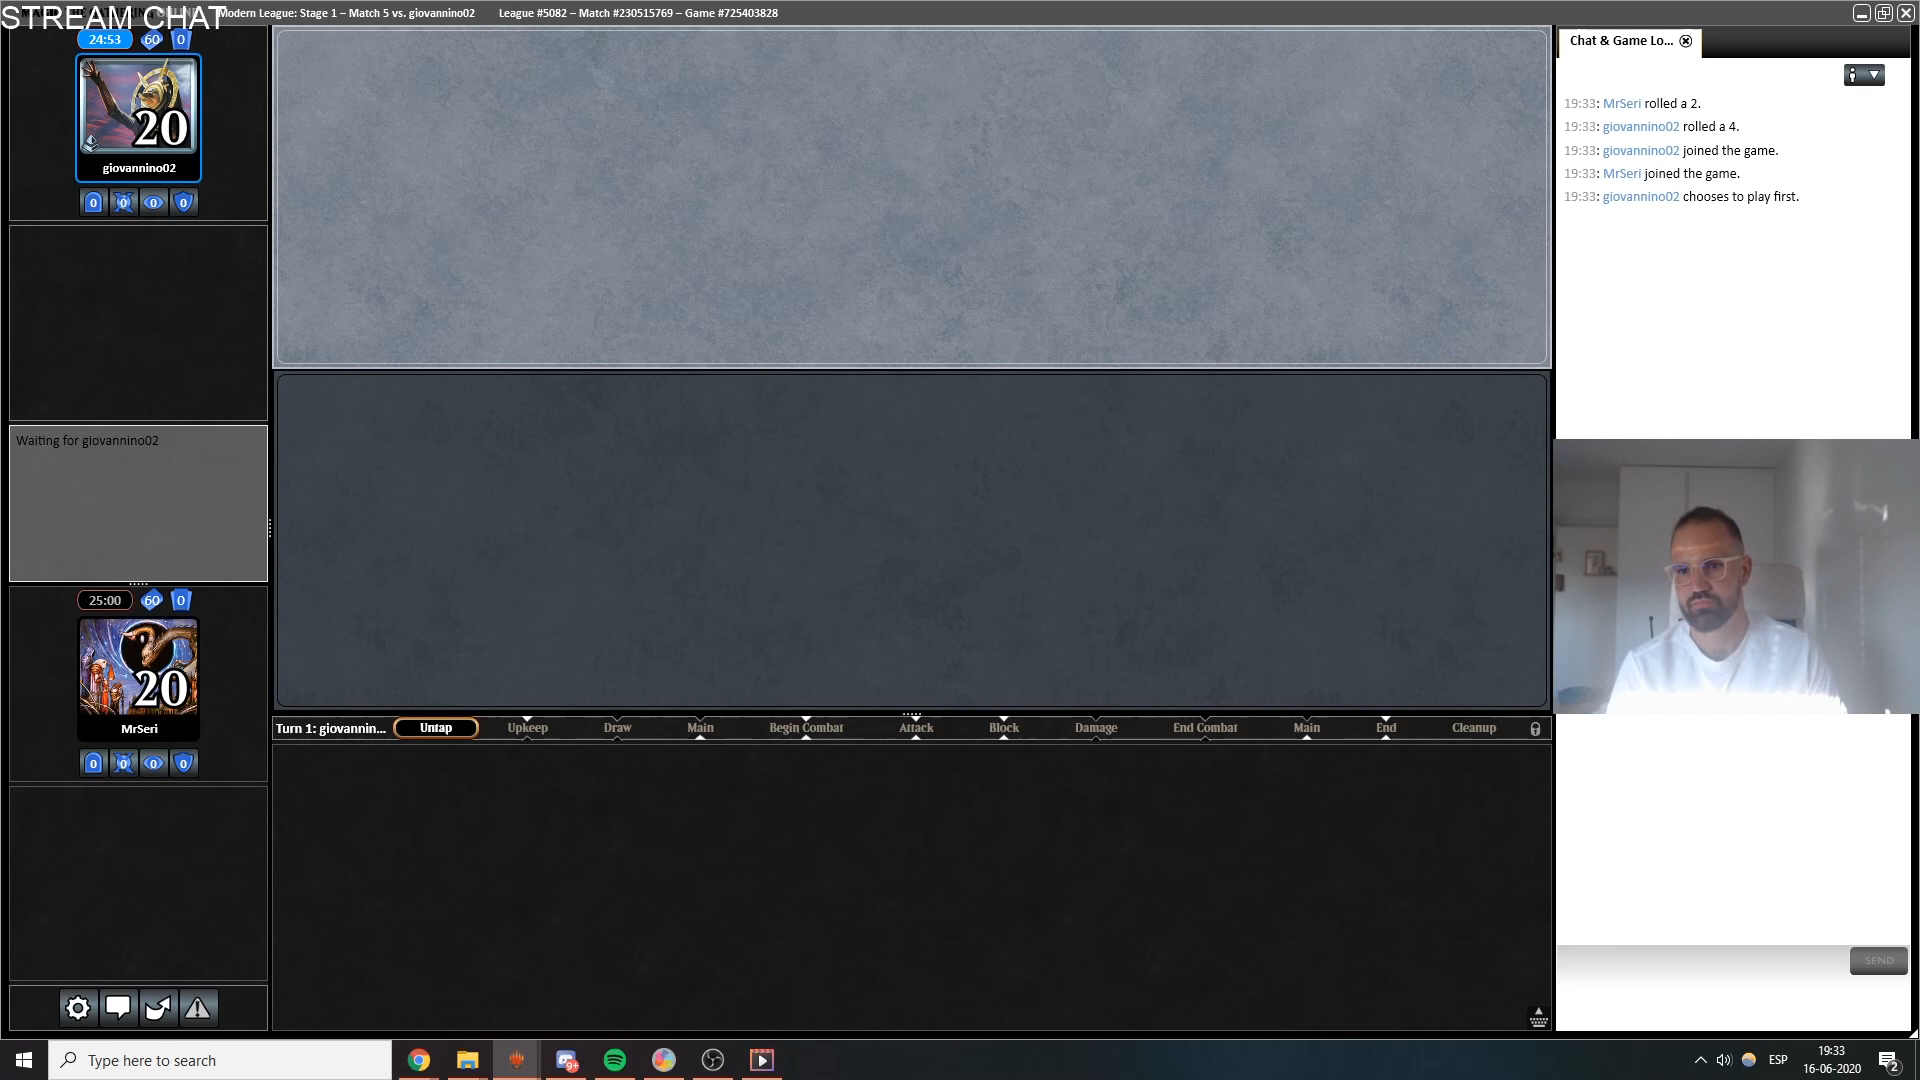 STREAM CHAT
Modern League: Stage 1 – Match 5 vs. giovannino02
League #5082 – Match #230515769 – Game #725403828
24:53
60
0
20
giovannino02
0
0
0
0
Waiting for giovannino02
25:00
60
0
20
MrSeri
0
0
0
0
Turn 1: giovannin...
Untap
Upkeep
Draw
Main
Begin Combat
Attack
Block
Damage
End Combat
Main
End
Cleanup
Chat & Game Lo...
19:33: MrSeri rolled a 2.
19:33: giovannino02 rolled a 4.
19:33: giovannino02 joined the game.
19:33: MrSeri joined the game.
19:33: giovannino02 chooses to play first.
SEND
Type here to search
9+
ESP
19:33
16-06-2020
2